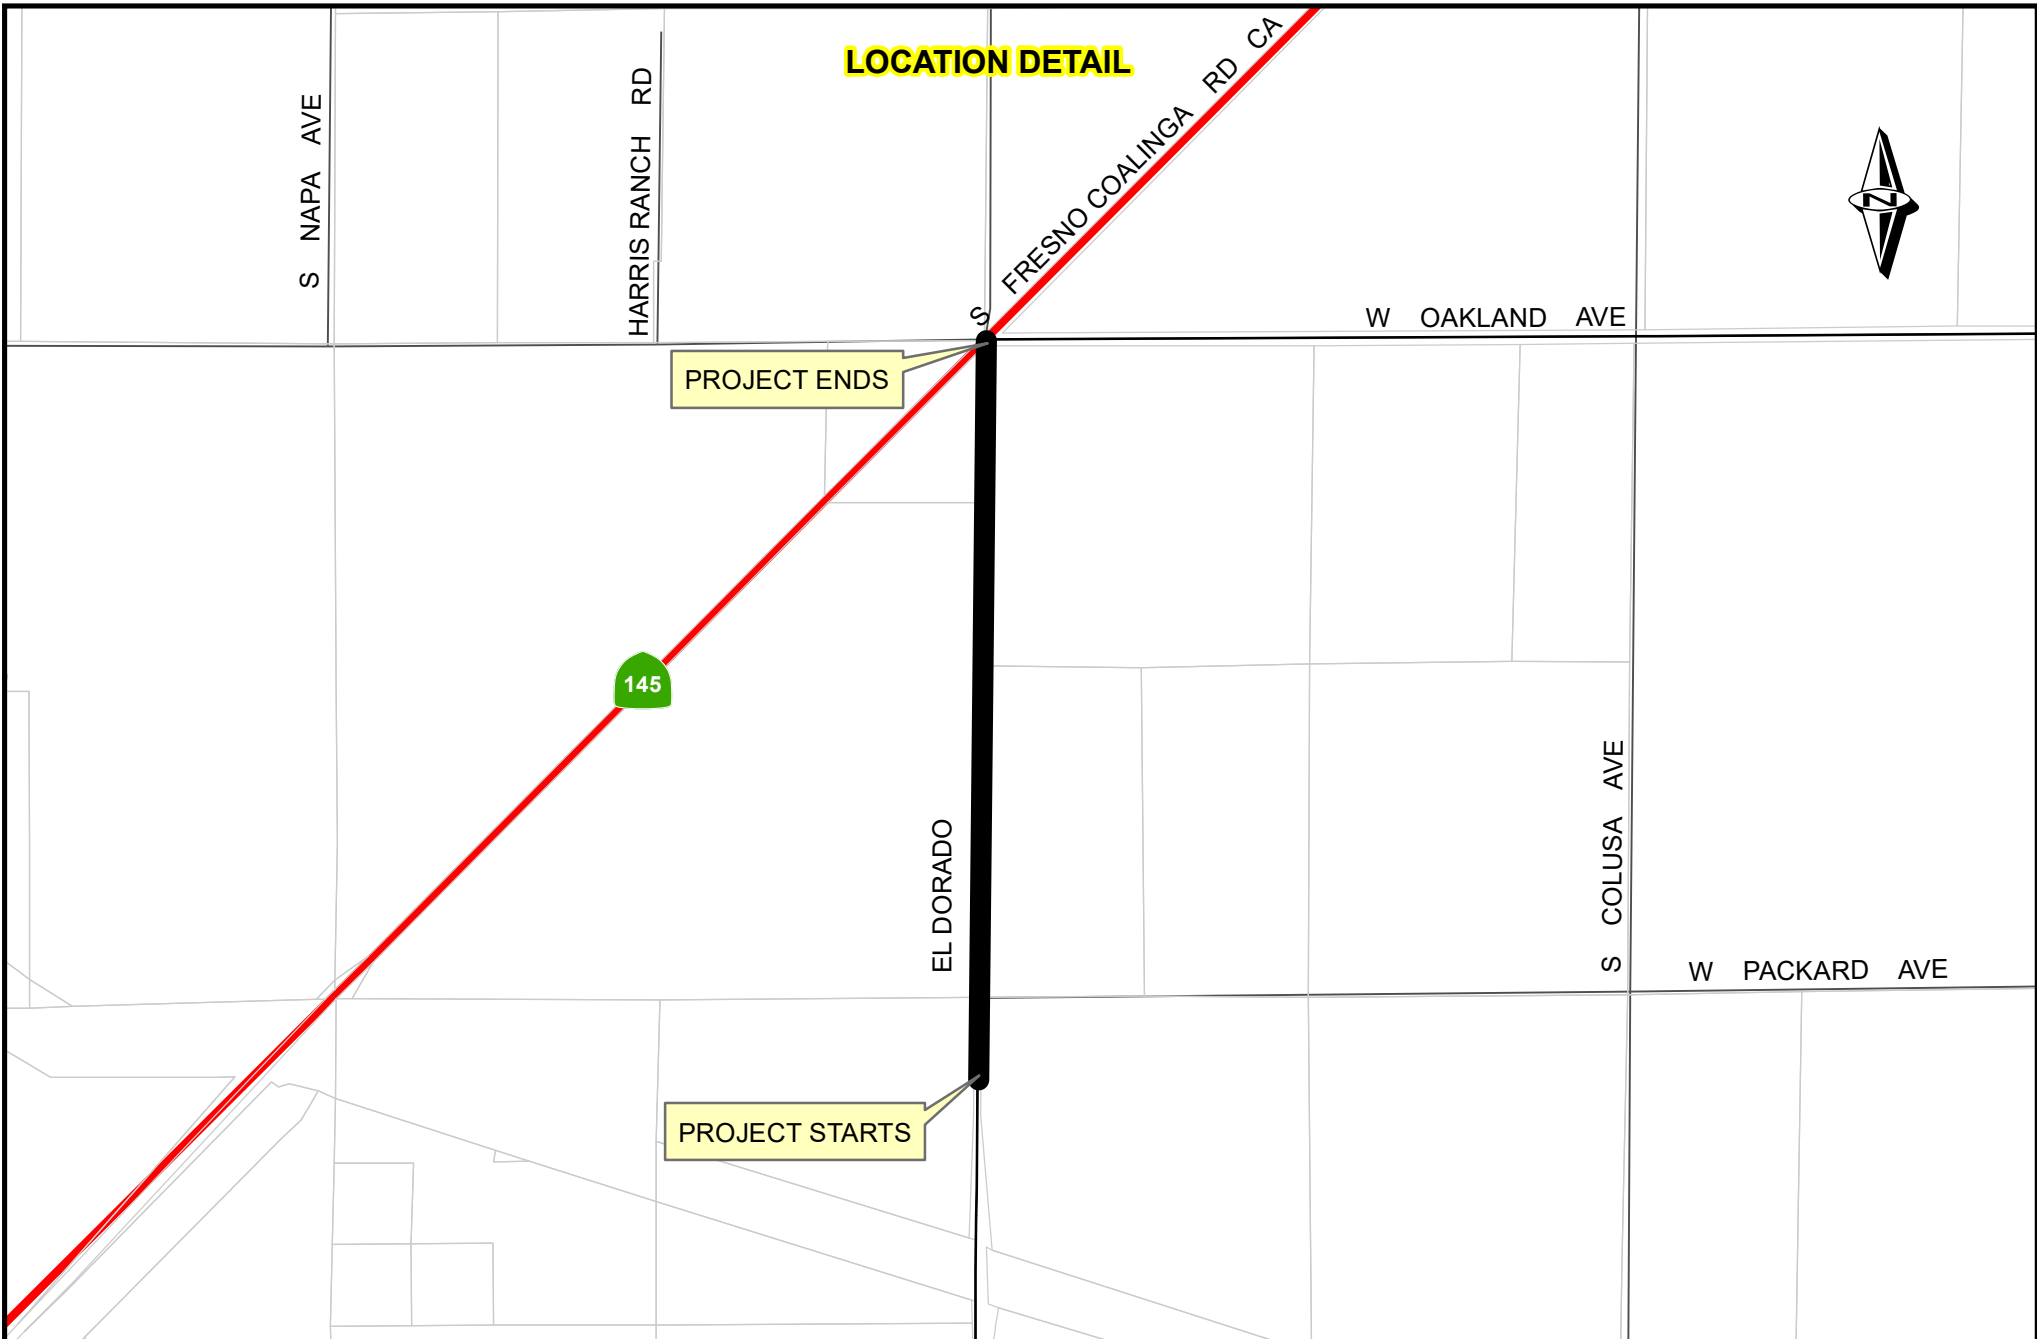 LOCATION DETAIL
S NAPA AVE
HARRIS RANCH RD
S FRESNO COALINGA RD CA
N
W OAKLAND AVE
PROJECT ENDS
145
EL DORADO
S COLUSA AVE
W PACKARD AVE
PROJECT STARTS